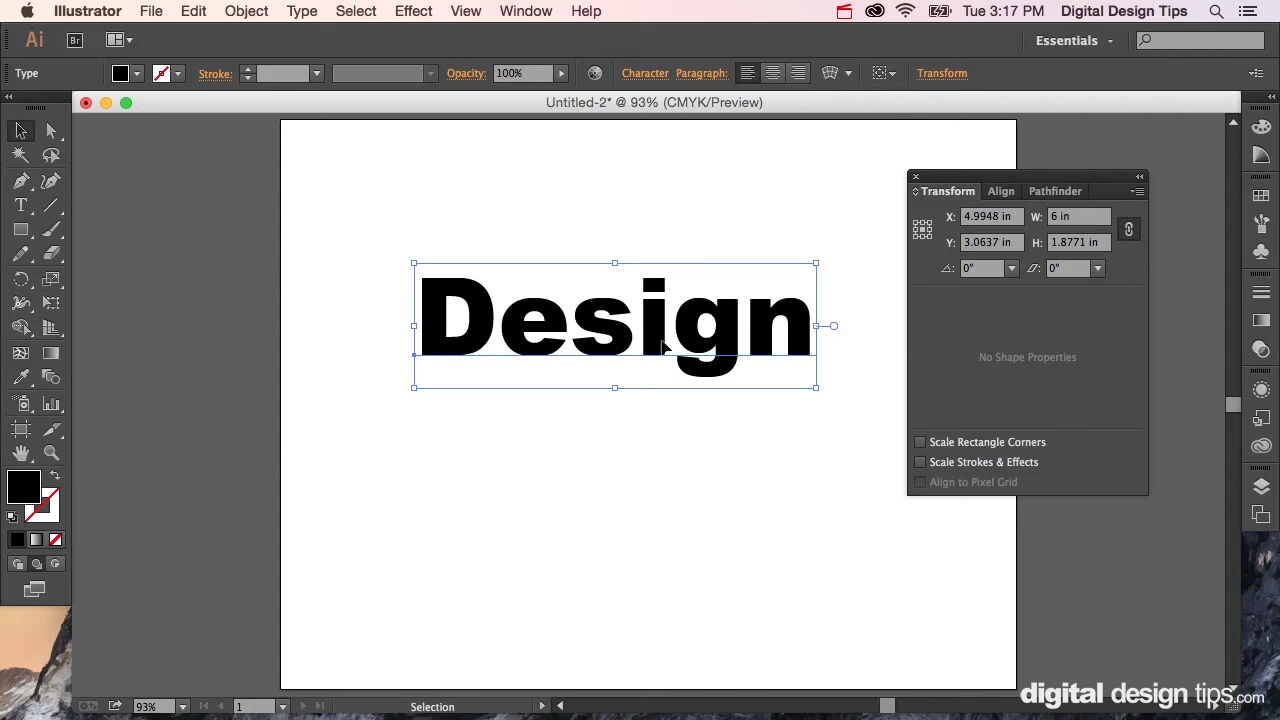 Illustrator File Edit Object Type Select Effect View Window Help Tue 3:17 PM Digital Design Tips
Ai Br Essentials
Type Stroke: Opacity: 100% Character Paragraph: Transform
Untitled-2* @ 93% (CMYK/Preview)
Transform Align Pathfinder
X: 4.9948 in W: 6 in
Y: 3.0637 in H: 1.8771 in
0° 0°
Design
No Shape Properties
Scale Rectangle Corners
Scale Strokes & Effects
Align to Pixel Grid
93% 1 Selection
digital design tips.com